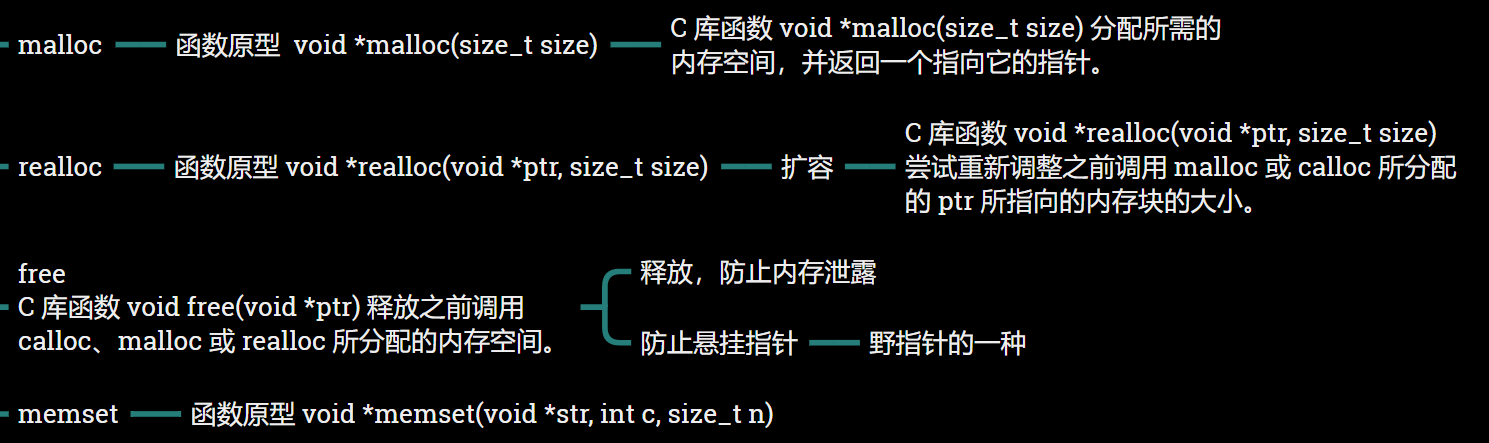 malloc
函数原型 void *malloc(size_t size)
C 库函数 void *malloc(size_t size) 分配所需的
内存空间，并返回一个指向它的指针。
realloc
函数原型 void *realloc(void *ptr, size_t size)
扩容
C 库函数 void *realloc(void *ptr, size_t size)
尝试重新调整之前调用 malloc 或 calloc 所分配
的 ptr 所指向的内存块的大小。
free
C 库函数 void free(void *ptr) 释放之前调用
calloc、malloc 或 realloc 所分配的内存空间。
释放，防止内存泄露
防止悬挂指针
野指针的一种
memset
函数原型 void *memset(void *str, int c, size_t n)